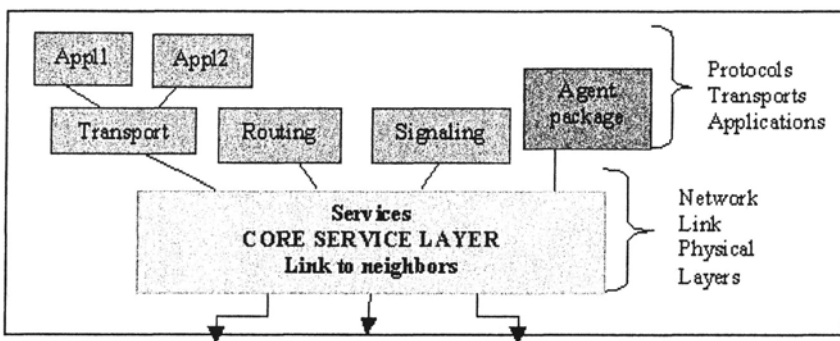 Appl1
Appl2
Transport
Routing
Signaling
Agent
package
Protocols
Transports
Applications
Services
CORE SERVICE LAYER
Link to neighbors
Network
Link
Physical
Layers